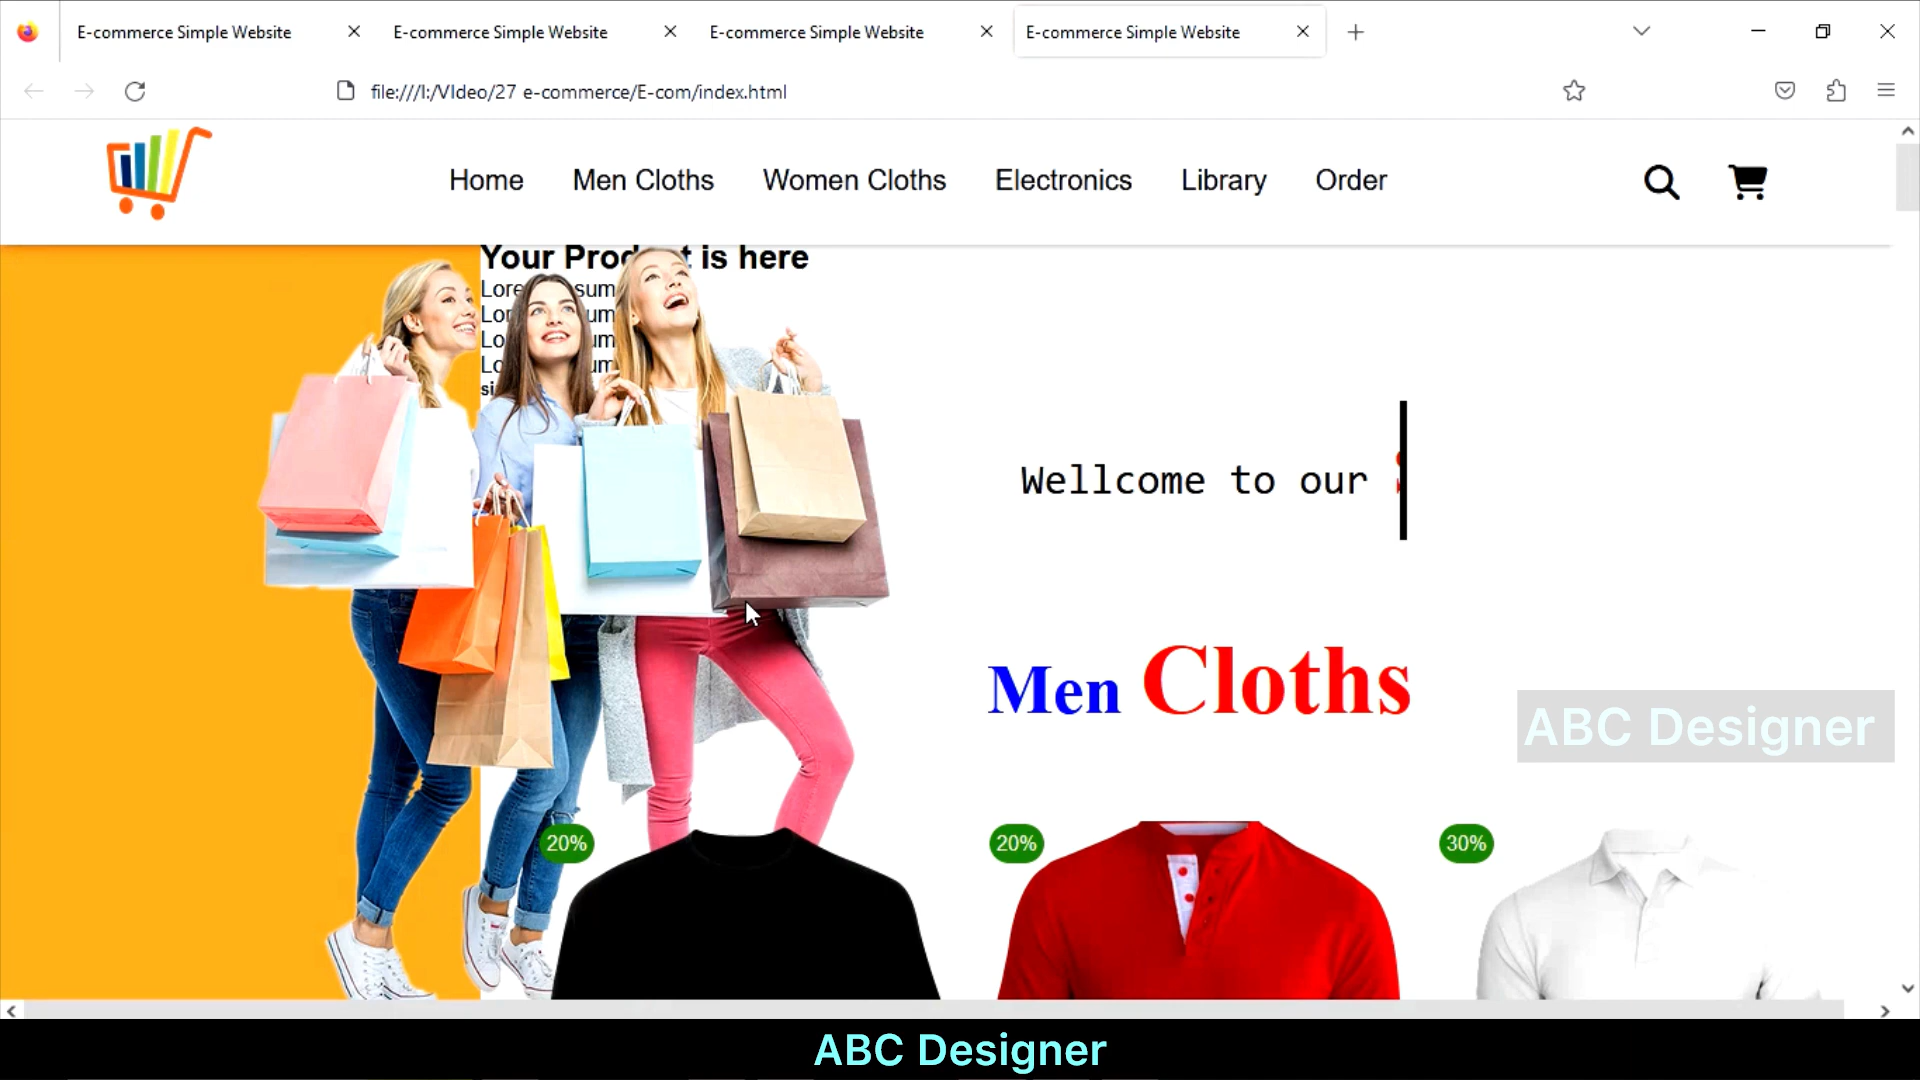 E-commerce Simple Website E-commerce Simple Website E-commerce Simple Website E-commerce Simple Website
file:///I:/VIdeo/27 e-commerce/E-com/index.html
Home Men Cloths Women Cloths Electronics Library Order
Your is here
Wellcome to our
Men Cloths
ABC Designer
20% 20% 30%
ABC Designer